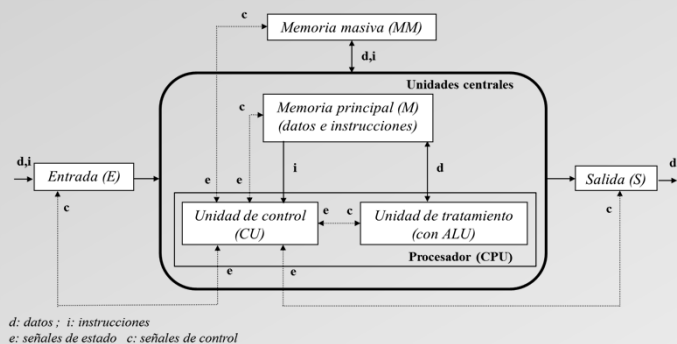 c
Memoria masiva (MM)
d,i
Unidades centrales
c
Memoria principal (M)
(datos e instrucciones)
d,i
Entrada (E)
d
Salida (S)
e
e
i
d
c
c
Unidad de control
(CU)
e
c
Unidad de tratamiento
(con ALU)
Procesador (CPU)
e
e
d: datos ; i: instrucciones
e: señales de estado c: señales de control